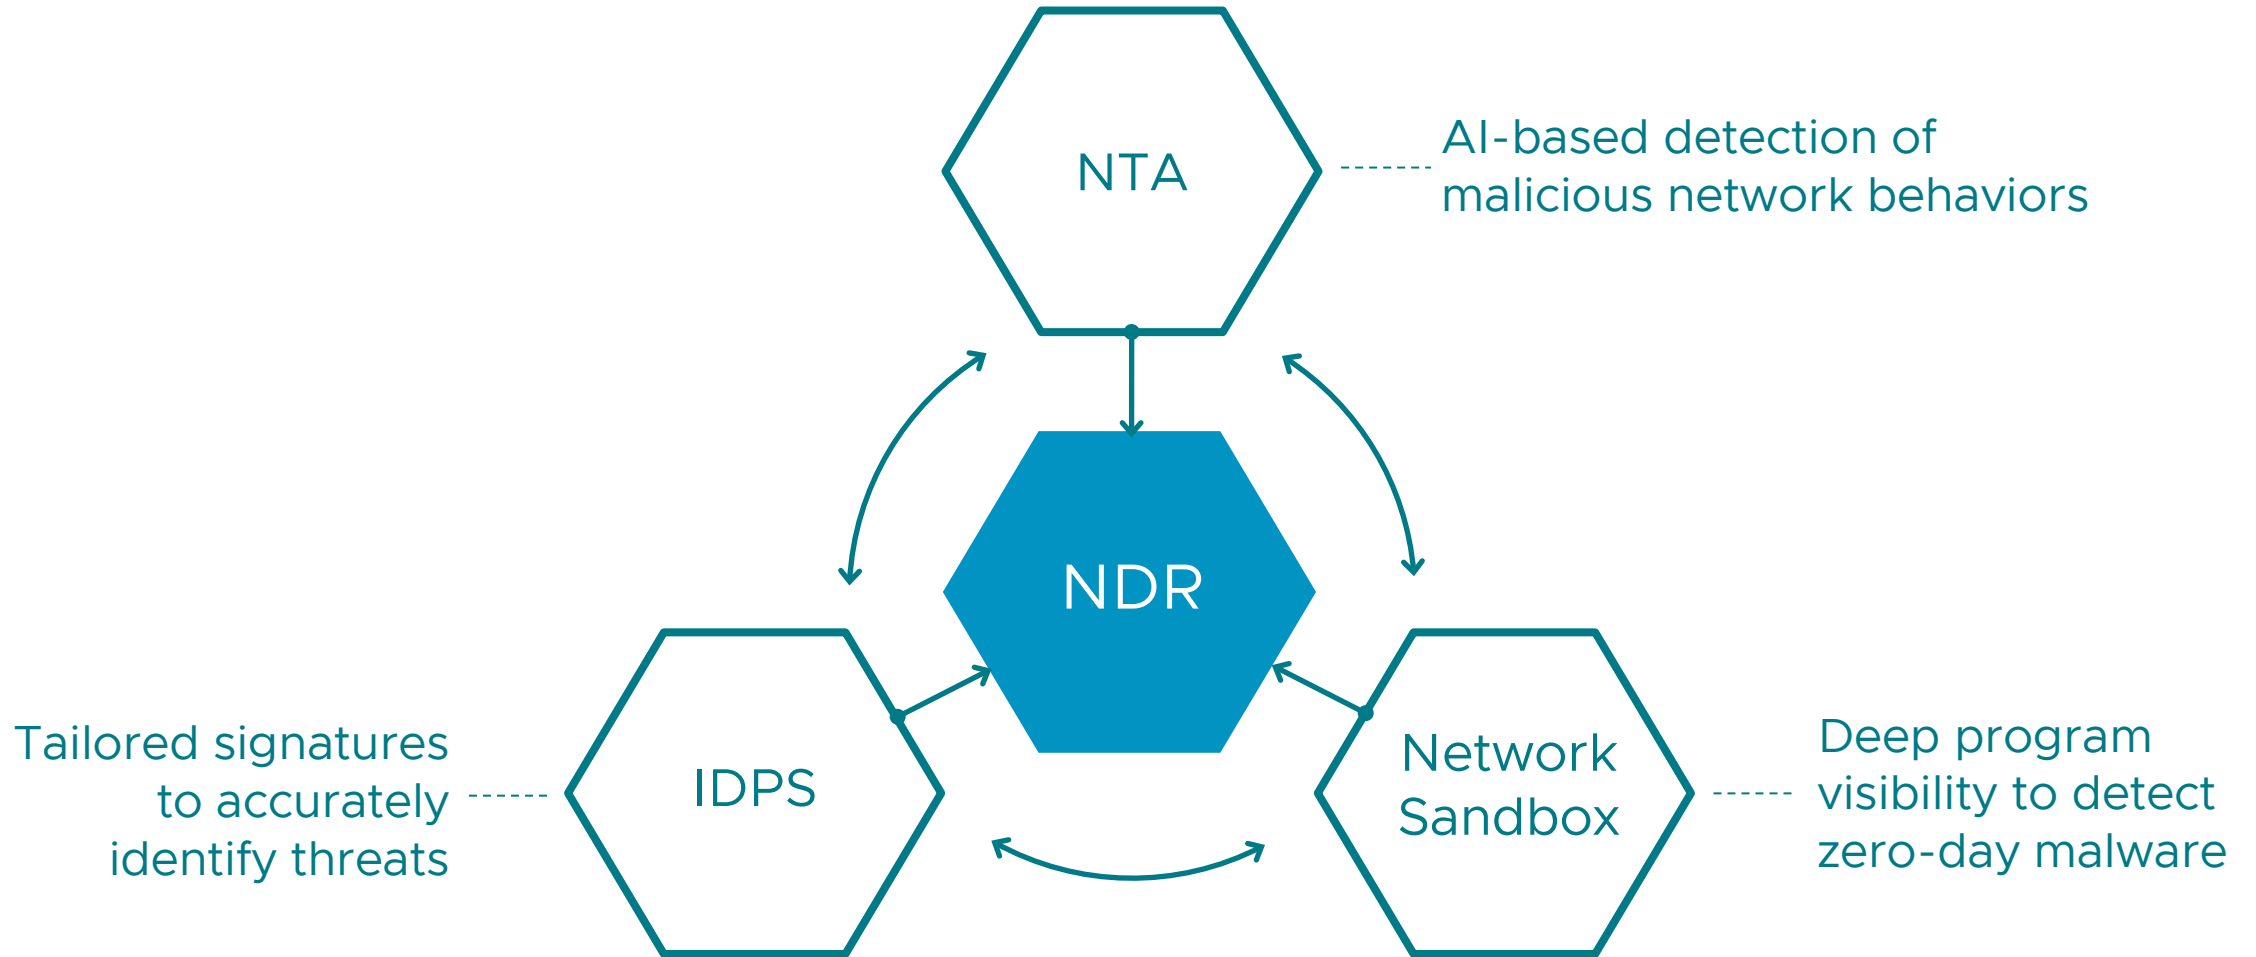 NTA
AI-based detection of
malicious network behaviors
NDR
Tailored signatures
to accurately
identify threats
IDPS
Network
Sandbox
Deep program
visibility to detect
zero-day malware